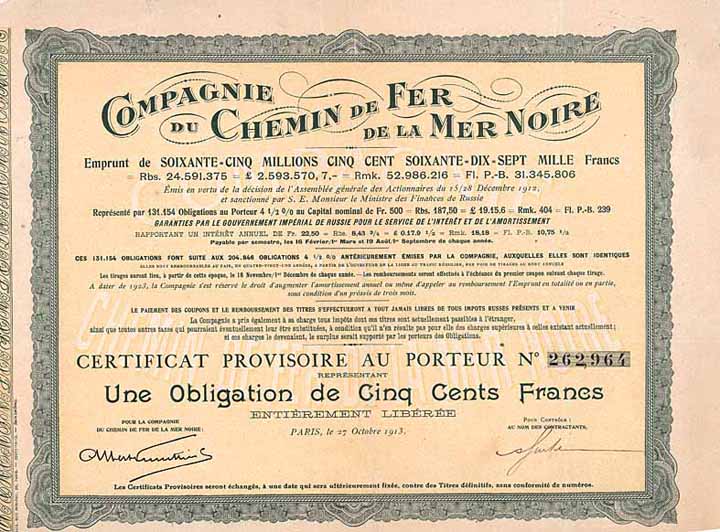 COMPAGNIE
DU CHEMIN DE FER
DE LA MER NOIRE
Emprunt de SOIXANTE-CINQ MILLIONS CINQ CENT SOIXANTE-DIX-SEPT MILLE Francs
= Rbs. 24.591.375 = £ 2.593.570, 7,- = Rmk. 52.986.216 = Fl. P.-B. 31.345.806
Émis en vertu de la décision de l'Assemblée générale des Actionnaires du 15/28 Décembre 1912,
et sanctionné par S. E. Monsieur le Ministre des Finances de Russie
Représenté par 131.154 Obligations au Porteur 4 1/2 0/0 au Capital nominal de Fr. 500 = Rbs. 187,50 = £ 19.15.6 = Rmk. 404 = Fl. P.-B. 239
GARANTIES PAR LE GOUVERNEMENT IMPÉRIAL DE RUSSIE POUR LE SERVICE DE L'INTÉRÊT ET DE L'AMORTISSEMENT
RAPPORTANT UN INTÉRÊT ANNUEL DE Fr. 22,50 = Rbs. 8,43 3/4 = £ 0.17.9 1/2 = Rmk. 18,18 = Fl. P.-B. 10,75 1/2
Payable par semestre, les 16 Février/1er Mars et 19 Août/1er Septembre de chaque année.
CES 131.154 OBLIGATIONS FONT SUITE AUX 204.846 OBLIGATIONS 4 1/2 0/0 ANTÉRIEUREMENT ÉMISES PAR LA COMPAGNIE, AUXQUELLES ELLES SONT IDENTIQUES
Les tirages auront lieu, à partir de cette époque, le 18 Novembre/1er Décembre de chaque année. — Les remboursements seront effectués à l'échéance du premier coupon suivant chaque tirage.
A dater de 1923, la Compagnie s'est réservé le droit d'augmenter l'amortissement annuel ou même d'appeler au remboursement l'Emprunt en totalité ou en partie,
sous condition d'un préavis de trois mois.
LE PAIEMENT DES COUPONS ET LE REMBOURSEMENT DES TITRES S'EFFECTUERONT A TOUT JAMAIS LIBRES DE TOUS IMPOTS RUSSES PRÉSENTS ET A VENIR
La Compagnie a pris également à sa charge tous impôts dont ces titres sont actuellement passibles à l'étranger,
ainsi que toutes autres taxes qui pourraient éventuellement leur être substituées, à condition qu'il n'en résulte pas pour elle des charges supérieures à celles existant actuellement ;
si ces charges le devenaient, le surplus serait supporté par les porteurs des Obligations.
CERTIFICAT PROVISOIRE AU PORTEUR No 262,964
REPRÉSENTANT
Une Obligation de Cinq Cents Francs
ENTIÈREMENT LIBÉRÉE
PARIS, le 27 Octobre 1913.
POUR LA COMPAGNIE
DU CHEMIN DE FER DE LA MER NOIRE:
POUR CONTRÔLE:
AU NOM DES CONTRACTANTS,
Les Certificats Provisoires seront échangés, à une date qui sera ultérieurement fixée, contre des Titres définitifs, sans conformité de numéros.